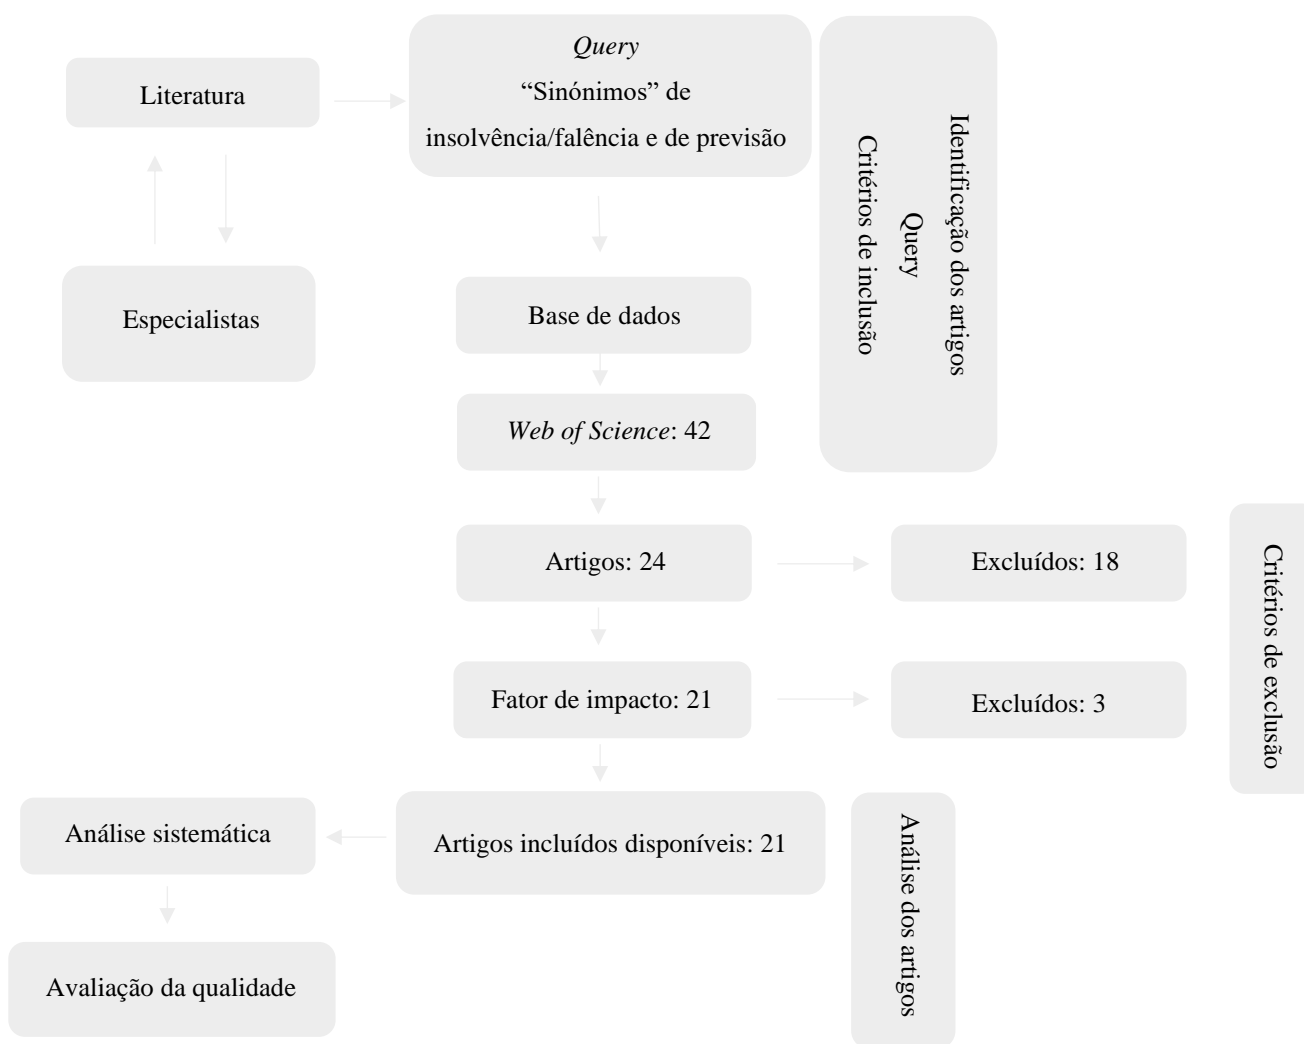 Query
“Sinónimos” de
insolvência/falência e de previsão
Literatura
Especialistas
Identificação dos artigos
Query
Critérios de inclusão
Base de dados
Web of Science: 42
Artigos: 24
Excluídos: 18
Fator de impacto: 21
Excluídos: 3
Critérios de exclusão
Artigos incluídos disponíveis: 21
Análise sistemática
Avaliação da qualidade
Análise dos artigos